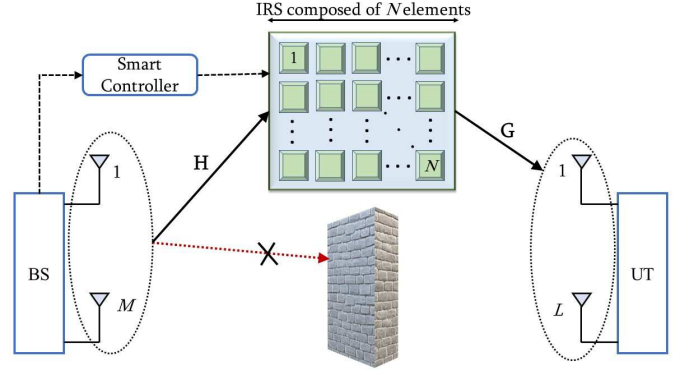 IRS composed of N elements
Smart
Controller
1
N
H
G
1
1
BS
M
L
UT